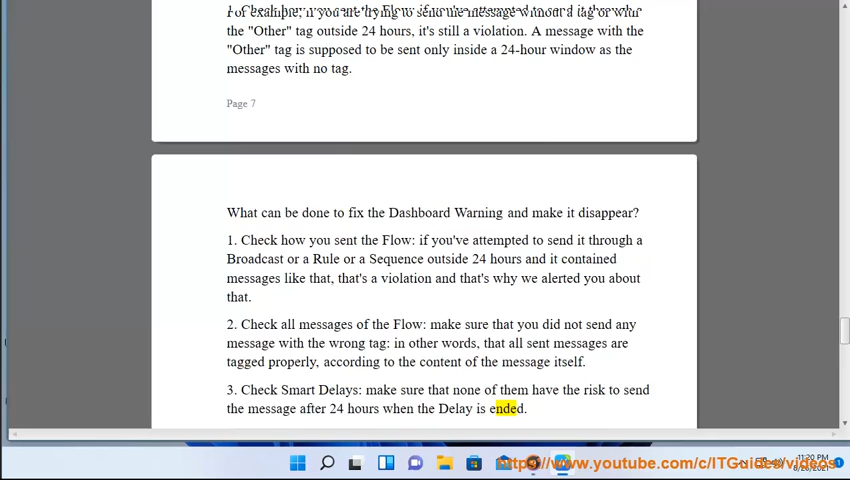 For example, if you are trying to send the message without a tag or with
the "Other" tag outside 24 hours, it's still a violation. A message with the
"Other" tag is supposed to be sent only inside a 24-hour window as the
messages with no tag.
Page 7
What can be done to fix the Dashboard Warning and make it disappear?
1. Check how you sent the Flow: if you've attempted to send it through a
Broadcast or a Rule or a Sequence outside 24 hours and it contained
messages like that, that's a violation and that's why we alerted you about
that.
2. Check all messages of the Flow: make sure that you did not send any
message with the wrong tag: in other words, that all sent messages are
tagged properly, according to the content of the message itself.
3. Check Smart Delays: make sure that none of them have the risk to send
the message after 24 hours when the Delay is ended.
http://www.youtube.com/c/ITGuides/videos
11:20 PM
8/26/2021